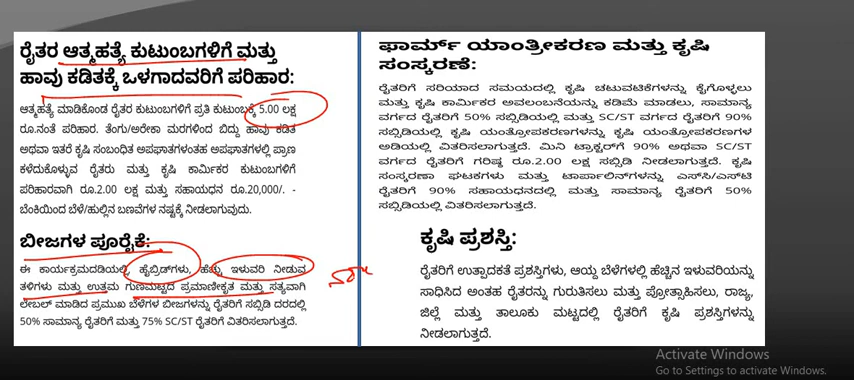 ರೈತರ ಆತ್ಮಹತ್ಯೆ ಕುಟುಂಬಗಳಿಗೆ ಮತ್ತು
ಹಾವು ಕಡಿತಕ್ಕೆ ಒಳಗಾದವರಿಗೆ ಪರಿಹಾರ:
ಆತ್ಮಹತ್ಯೆ ಮಾಡಿಕೊಂಡ ರೈತರ ಕುಟುಂಬಗಳಿಗೆ ಪ್ರತಿ ಕುಟುಂಬಕ್ಕೆ 5.00 ಲಕ್ಷ
ರೂ.ನಂತೆ ಪರಿಹಾರ. ತೆಂಗು/ಅರೇಕಾ ಮರಗಳಿಂದ ಬಿದ್ದು ಹಾವು ಕಡಿತ
ಅಥವಾ ಇತರೆ ಕೃಷಿ ಸಂಬಂಧಿತ ಅಪಘಾತಗಳಂತಹ ಅಪಘಾತಗಳಲ್ಲಿ ಪ್ರಾಣ
ಕಳೆದುಕೊಳ್ಳುವ ರೈತರು ಮತ್ತು ಕೃಷಿ ಕಾರ್ಮಿಕರ ಕುಟುಂಬಗಳಿಗೆ
ಪರಿಹಾರವಾಗಿ ರೂ.2.00 ಲಕ್ಷ ಮತ್ತು ಸಹಾಯಧನ ರೂ.20,000/. -
ಬೆಂಕಿಯಿಂದ ಬೆಳೆ/ಹುಲ್ಲಿನ ಬಣವೆಗಳ ನಷ್ಟಕ್ಕೆ ನೀಡಲಾಗುವುದು.
ಬೀಜಗಳ ಪೂರೈಕೆ:
ಈ ಕಾರ್ಯಕ್ರಮದಡಿಯಲ್ಲಿ ಹೈಬ್ರಿಡ್‌ಗಳು, ಹೆಚ್ಚು ಇಳುವರಿ ನೀಡುವ
ತಳಿಗಳು ಮತ್ತು ಉತ್ತಮ ಗುಣಮಟ್ಟದ ಪ್ರಮಾಣೀಕೃತ ಮತ್ತು ಸತ್ಯವಾಗಿ
ಲೇಬಲ್ ಮಾಡಿದ ಪ್ರಮುಖ ಬೆಳೆಗಳ ಬೀಜಗಳನ್ನು ರೈತರಿಗೆ ಸಬ್ಸಿಡಿ ದರದಲ್ಲಿ
50% ಸಾಮಾನ್ಯ ರೈತರಿಗೆ ಮತ್ತು 75% SC/ST ರೈತರಿಗೆ ವಿತರಿಸಲಾಗುತ್ತದೆ.
ಫಾರ್ಮ್ ಯಾಂತ್ರೀಕರಣ ಮತ್ತು ಕೃಷಿ
ಸಂಸ್ಕರಣೆ:
ರೈತರಿಗೆ ಸರಿಯಾದ ಸಮಯದಲ್ಲಿ ಕೃಷಿ ಚಟುವಟಿಕೆಗಳನ್ನು ಕೈಗೊಳ್ಳಲು
ಮತ್ತು ಕೃಷಿ ಕಾರ್ಮಿಕರ ಅವಲಂಬನೆಯನ್ನು ಕಡಿಮೆ ಮಾಡಲು, ಸಾಮಾನ್ಯ
ವರ್ಗದ ರೈತರಿಗೆ 50% ಸಬ್ಸಿಡಿಯಲ್ಲಿ ಮತ್ತು SC/ST ವರ್ಗದ ರೈತರಿಗೆ 90%
ಸಬ್ಸಿಡಿಯಲ್ಲಿ ಕೃಷಿ ಯಂತ್ರೋಪಕರಣಗಳನ್ನು ಕೃಷಿ ಯಂತ್ರೋಪಕರಣಗಳ
ಅಡಿಯಲ್ಲಿ ವಿತರಿಸಲಾಗುತ್ತದೆ. ಮಿನಿ ಟ್ರಾಕ್ಟರ್‌ಗೆ 90% ಅಥವಾ SC/ST
ವರ್ಗದ ರೈತರಿಗೆ ಗರಿಷ್ಠ ರೂ.2.00 ಲಕ್ಷ ಸಬ್ಸಿಡಿ ನೀಡಲಾಗುತ್ತದೆ. ಕೃಷಿ
ಸಂಸ್ಕರಣಾ ಘಟಕಗಳು ಮತ್ತು ಟಾರ್ಪಾಲಿನ್‌ಗಳನ್ನು ಎಸ್‌ಸಿ/ಎಸ್‌ಟಿ
ರೈತರಿಗೆ 90% ಸಹಾಯಧನದಲ್ಲಿ ಮತ್ತು ಸಾಮಾನ್ಯ ರೈತರಿಗೆ 50%
ಸಬ್ಸಿಡಿಯಲ್ಲಿ ವಿತರಿಸಲಾಗುತ್ತದೆ.
ಕೃಷಿ ಪ್ರಶಸ್ತಿ:
ರೈತರಿಗೆ ಉತ್ಪಾದಕತೆ ಪ್ರಶಸ್ತಿಗಳು, ಆಯ್ದ ಬೆಳೆಗಳಲ್ಲಿ ಹೆಚ್ಚಿನ ಇಳುವರಿಯನ್ನು
ಸಾಧಿಸಿದ ಅಂತಹ ರೈತರನ್ನು ಗುರುತಿಸಲು ಮತ್ತು ಪ್ರೋತ್ಸಾಹಿಸಲು, ರಾಜ್ಯ,
ಜಿಲ್ಲೆ ಮತ್ತು ತಾಲೂಕು ಮಟ್ಟದಲ್ಲಿ ರೈತರಿಗೆ ಕೃಷಿ ಪ್ರಶಸ್ತಿಗಳನ್ನು
ನೀಡಲಾಗುತ್ತದೆ.
Activate Windows
Go to Settings to activate Windows.